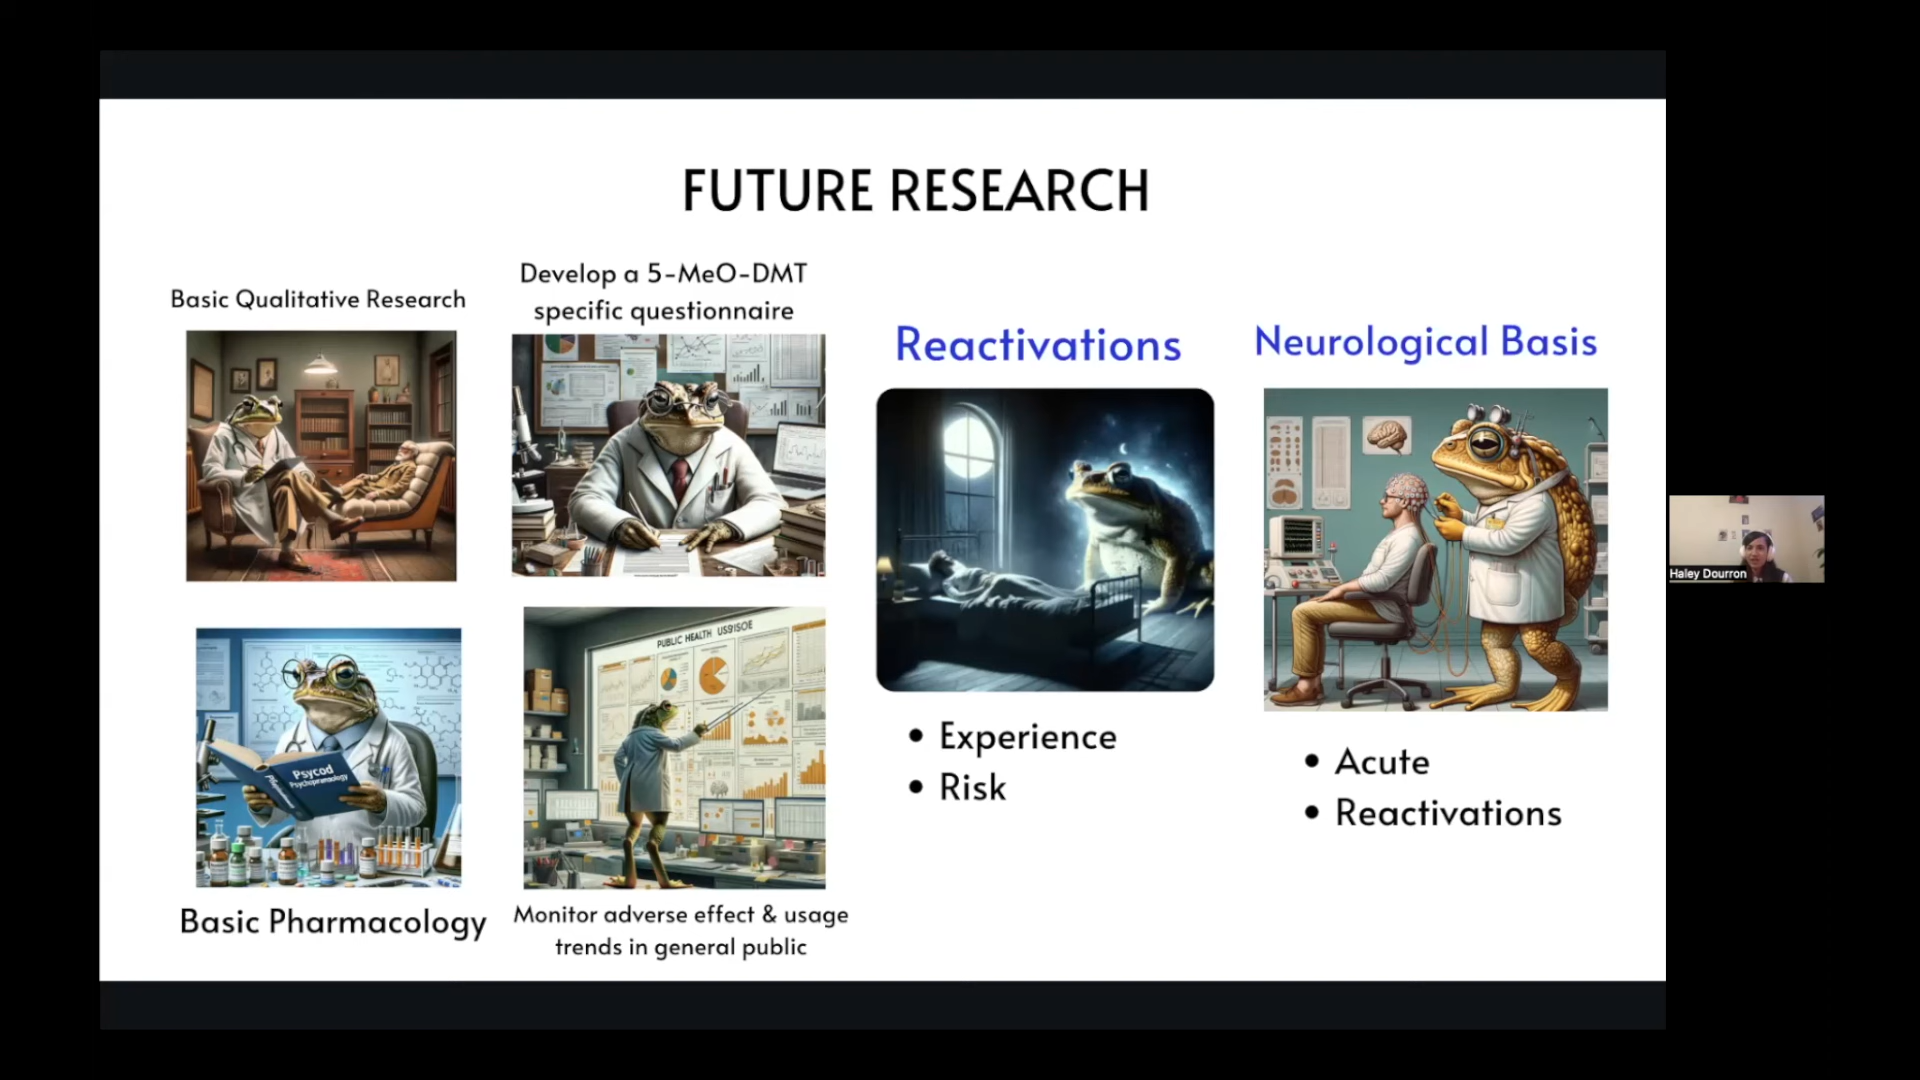 FUTURE RESEARCH
Basic Qualitative Research
Develop a 5-MeO-DMT
specific questionnaire
Reactivations
Neurological Basis
PUBLIC HEALTH
Psycod
Basic Pharmacology
Monitor adverse effect & usage
trends in general public
• Experience
• Risk
• Acute
• Reactivations
Haley Dourron